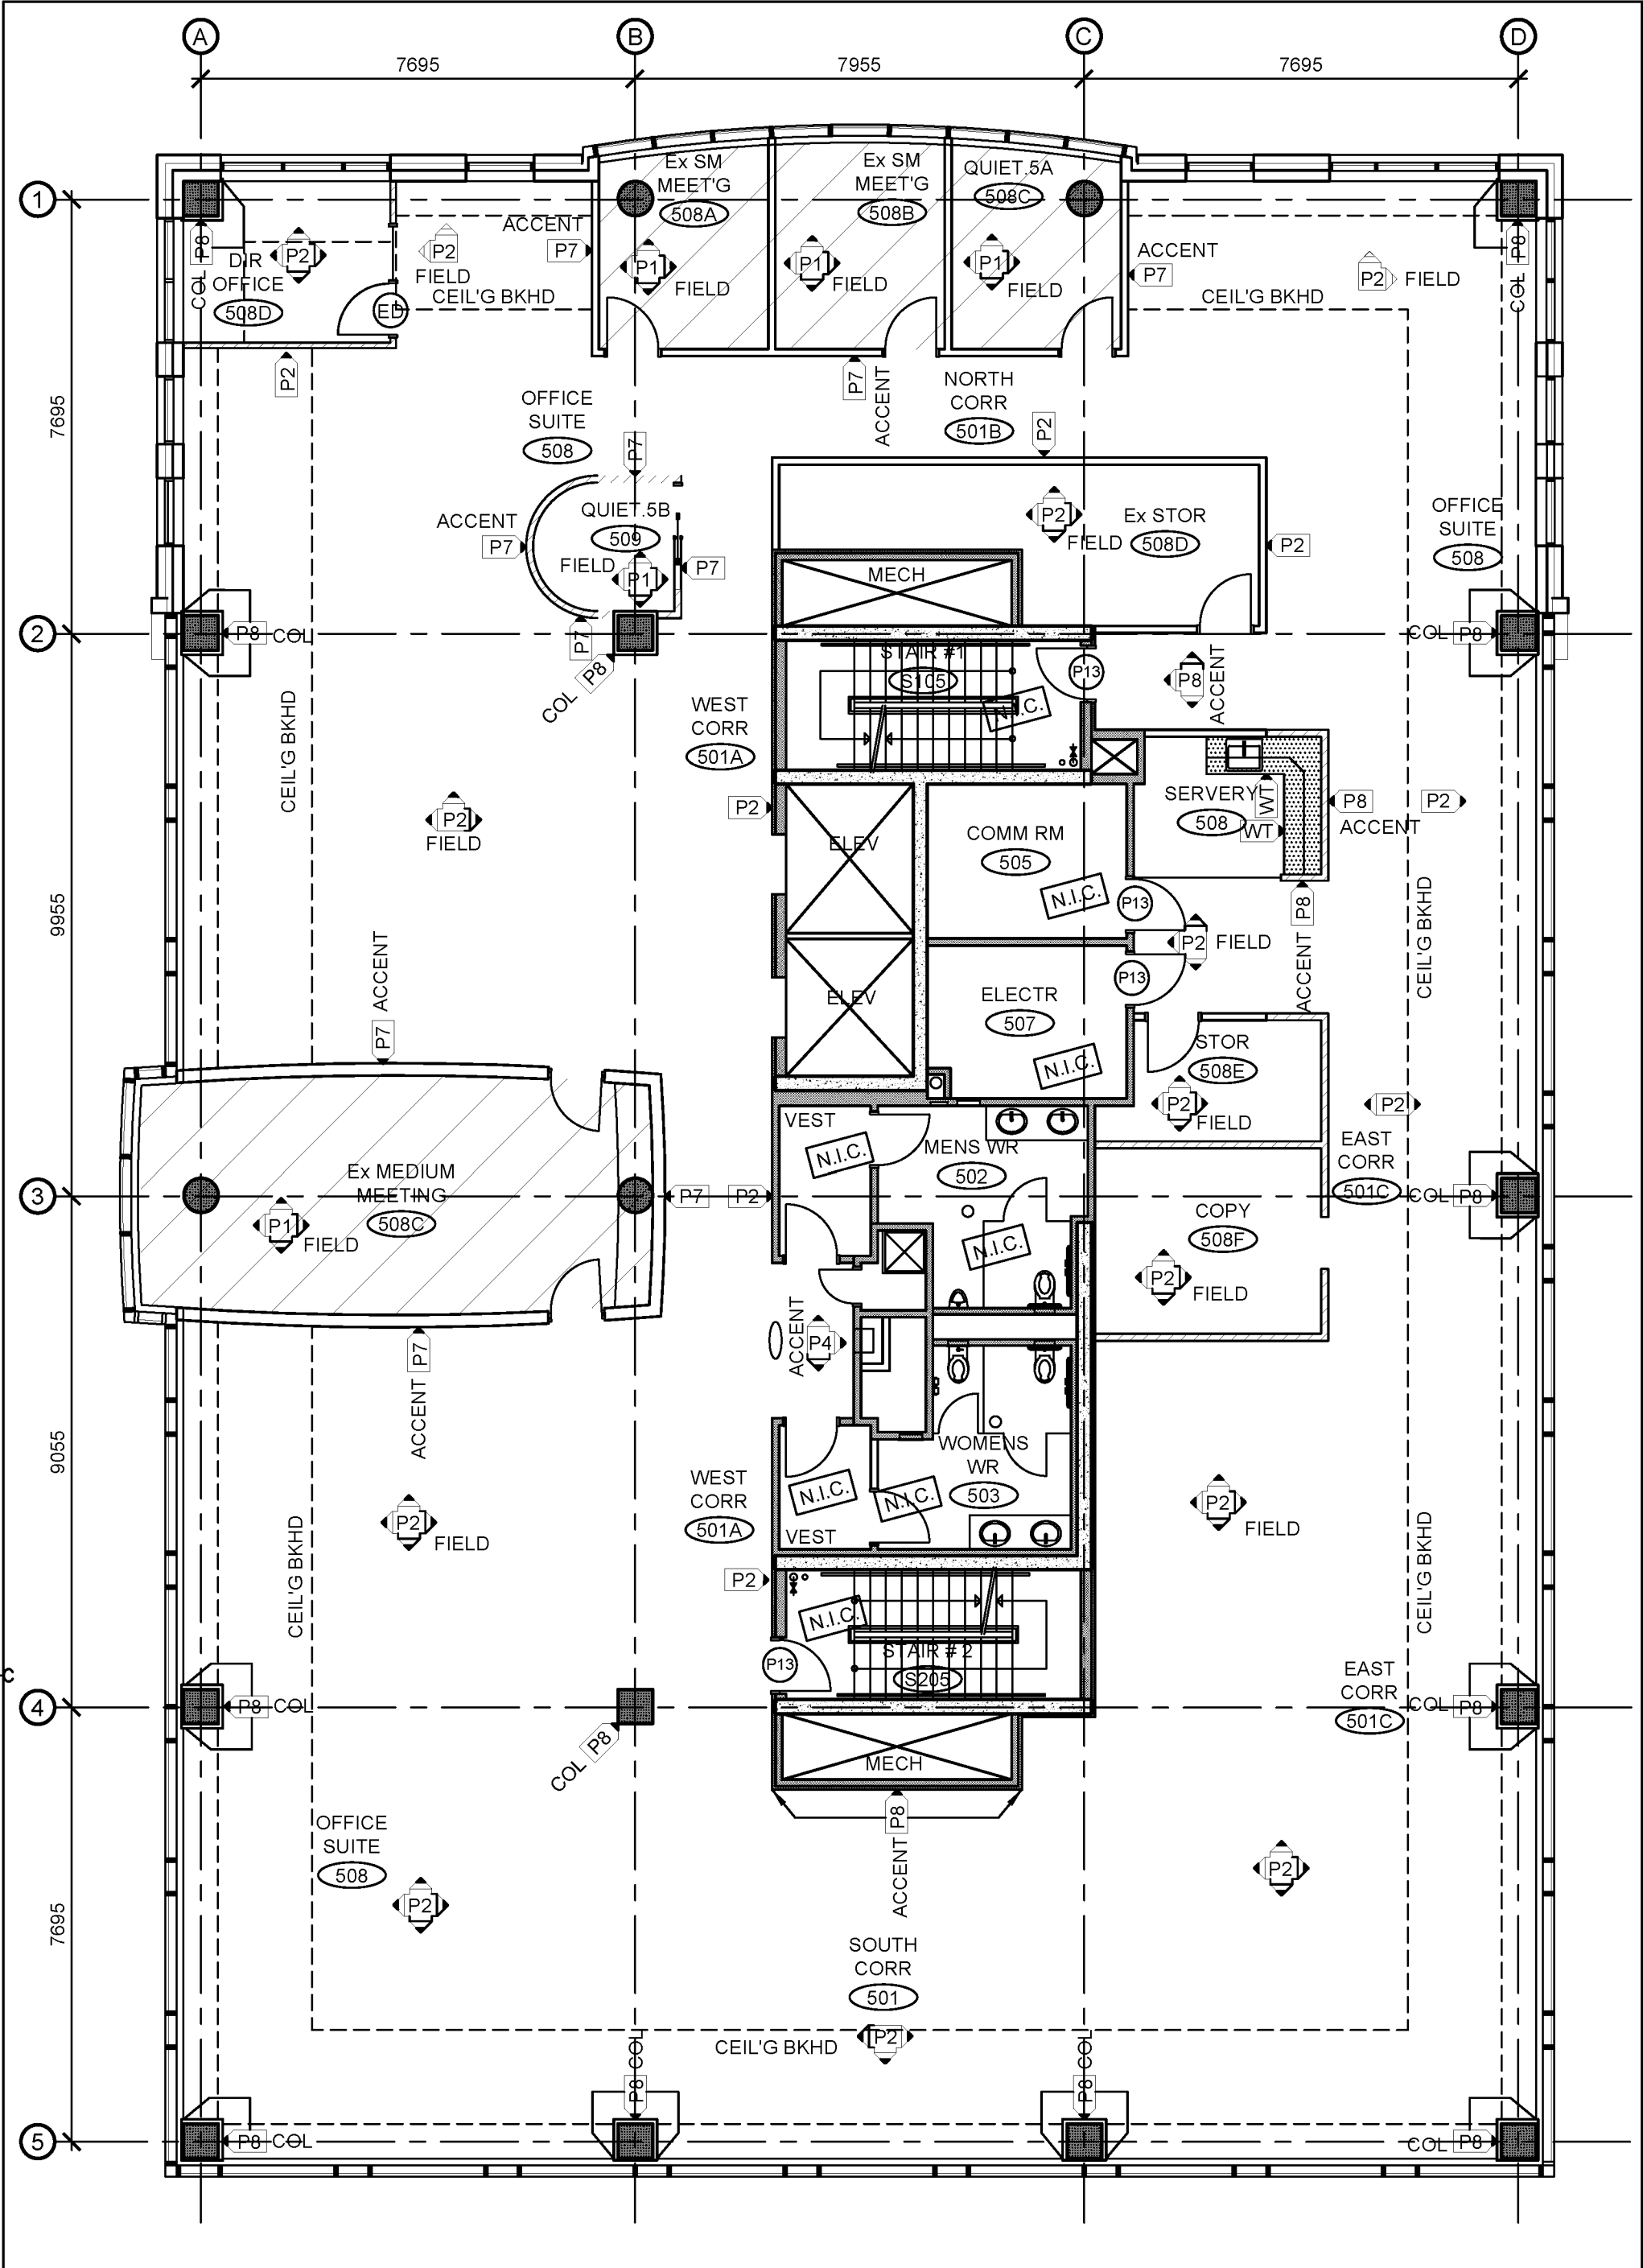 A
B
C
D
7695
7955
7695
1
2
3
4
5
7695
9955
9055
7695
Ex SM
MEET'G
508A
Ex SM
MEET'G
508B
QUIET.5A
508C
P1
FIELD
P1
FIELD
P1
FIELD
COL P8
P2
DIR
OFFICE
508D
ED
P2
FIELD
CEIL'G BKHD
ACCENT
P7
ACCENT
P7
CEIL'G BKHD
P2
FIELD
COL P8
P2
OFFICE
SUITE
508
P7
ACCENT
P7
QUIET.5B
509
FIELD
P1
P7
P7
P7
ACCENT
NORTH
CORR
501B
P2
P2
FIELD
Ex STOR
508D
P2
OFFICE
SUITE
508
MECH
P8 COL
COL P8
COL P8
STAIR #1
S105
N.I.C.
P13
P8
ACCENT
WEST
CORR
501A
P2
CEIL'G BKHD
P2
FIELD
ELEV
ELEV
COMM RM
505
N.I.C.
P13
SERVERY
508
WT
WT
P8
ACCENT
P2
ACCENT P8
CEIL'G BKHD
P2
FIELD
P13
ELECTR
507
N.I.C.
STOR
508E
P2
FIELD
P2
EAST
CORR
501C
COL P8
P7
ACCENT
Ex MEDIUM
MEETING
508C
P1
FIELD
P7
P2
VEST
N.I.C.
MENS WR
502
N.I.C.
COPY
508F
P2
FIELD
ACCENT
P4
ACCENT P7
WOMENS
WR
503
N.I.C.
N.I.C.
VEST
WEST
CORR
501A
P2
P2
FIELD
CEIL'G BKHD
P2
FIELD
CEIL'G BKHD
N.I.C.
P13
STAIR # 2
S205
EAST
CORR
501C
COL P8
C
P8 COL
COL P8
MECH
ACCENT P8
OFFICE
SUITE
508
P2
P2
SOUTH
CORR
501
P2
CEIL'G BKHD
P8 COL
P8 COL
P8 COL
COL P8